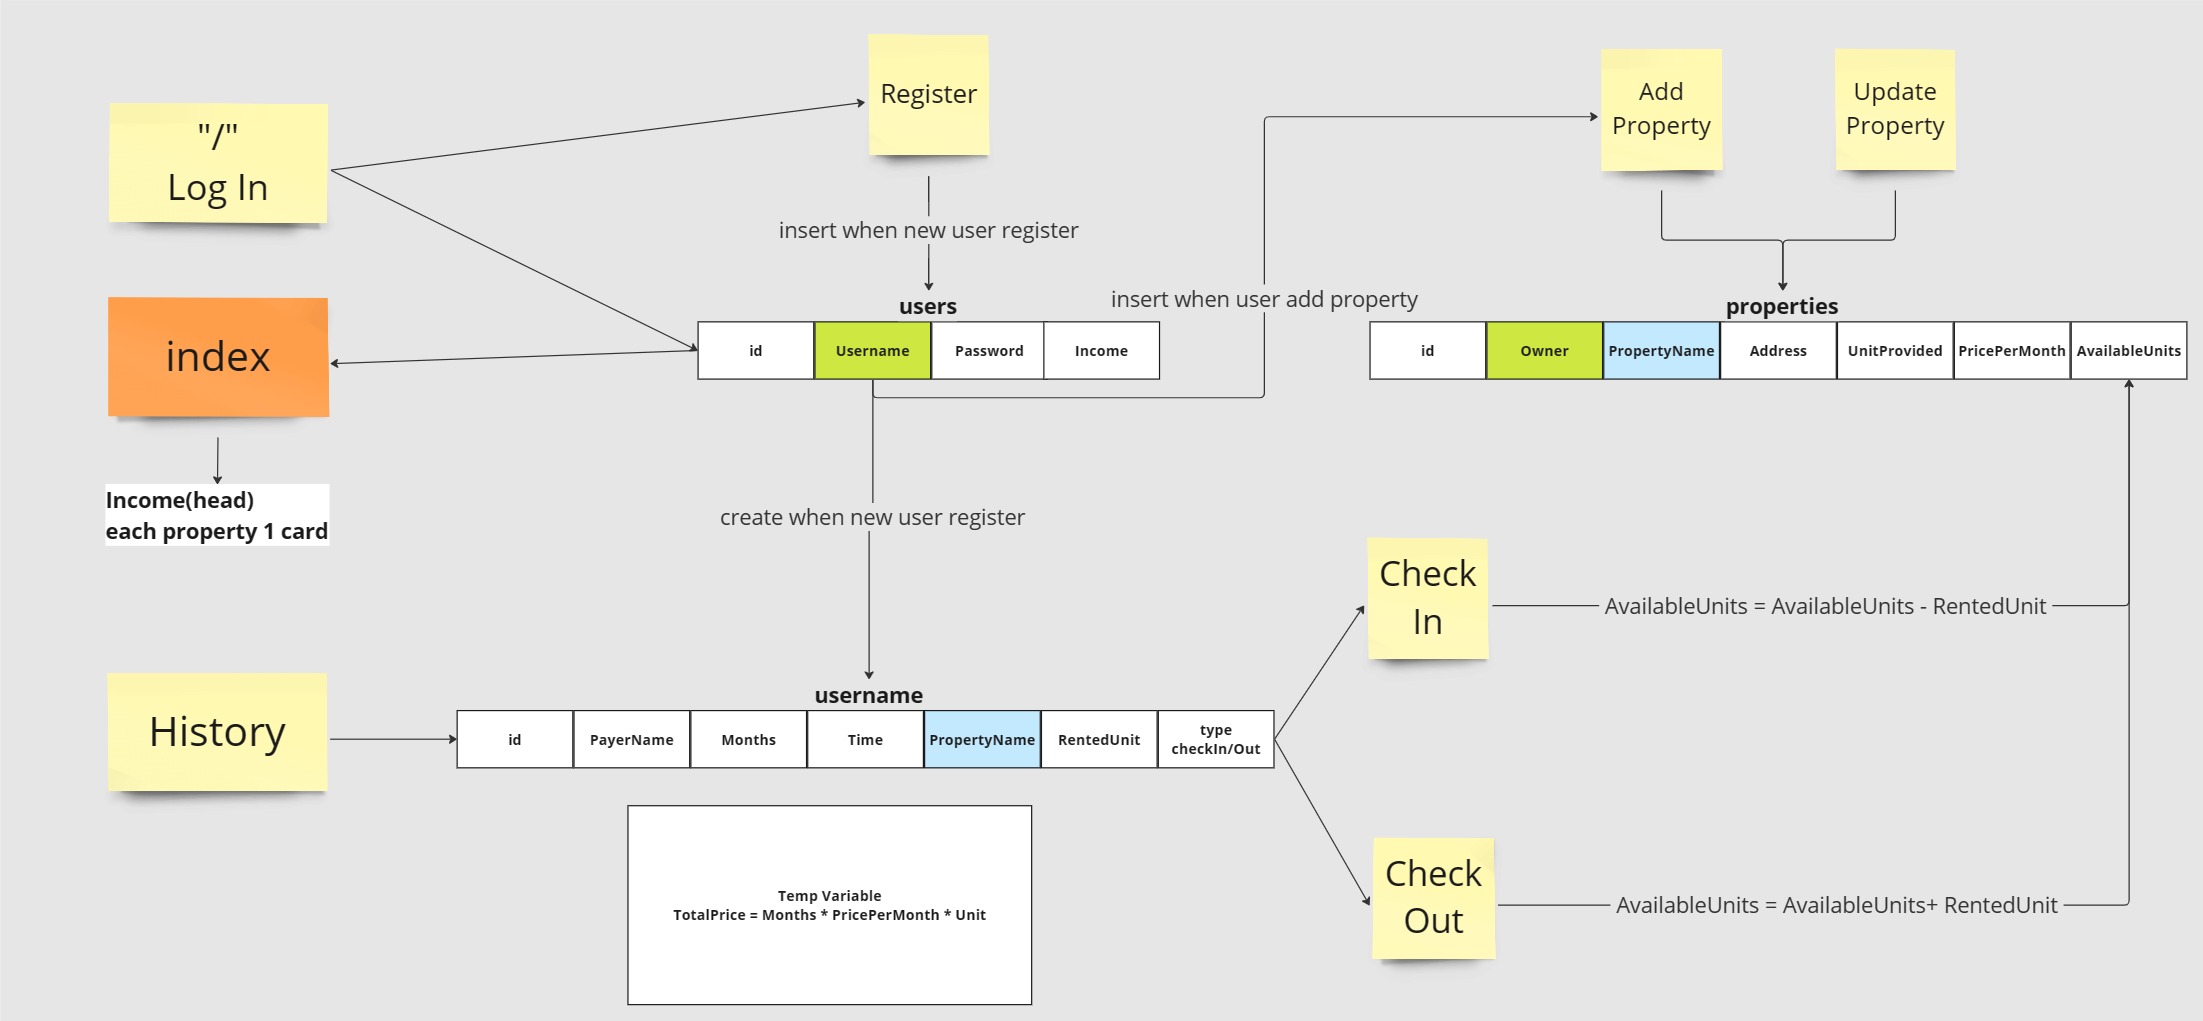 "/"
Log In
Register
Add
Property
Update
Property
insert when new user register
index
users
id
Username
Password
Income
insert when user add property
properties
id
Owner
PropertyName
Address
UnitProvided
PricePerMonth
AvailableUnits
Income(head)
each property 1 card
create when new user register
Check
In
AvailableUnits = AvailableUnits - RentedUnit
History
username
id
PayerName
Months
Time
PropertyName
RentedUnit
type
checkIn/Out
Temp Variable
TotalPrice = Months * PricePerMonth * Unit
Check
Out
AvailableUnits = AvailableUnits+ RentedUnit